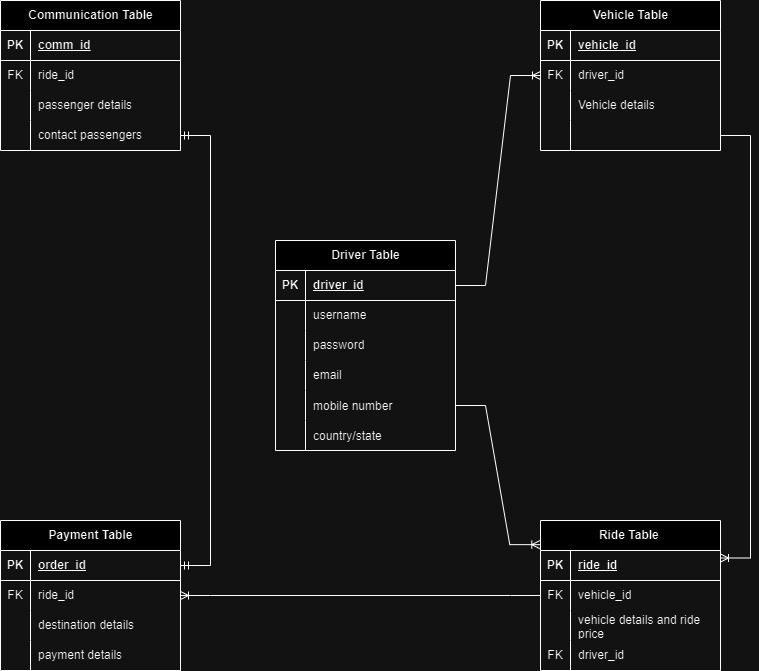 Communication Table
PK comm_id
FK ride_id
passenger details
contact passengers
Vehicle Table
PK vehicle_id
FK driver_id
Vehicle details
Driver Table
PK driver_id
username
password
email
mobile number
country/state
Payment Table
PK order_id
FK ride_id
destination details
payment details
Ride Table
PK ride_id
FK vehicle_id
vehicle details and ride
price
FK driver_id